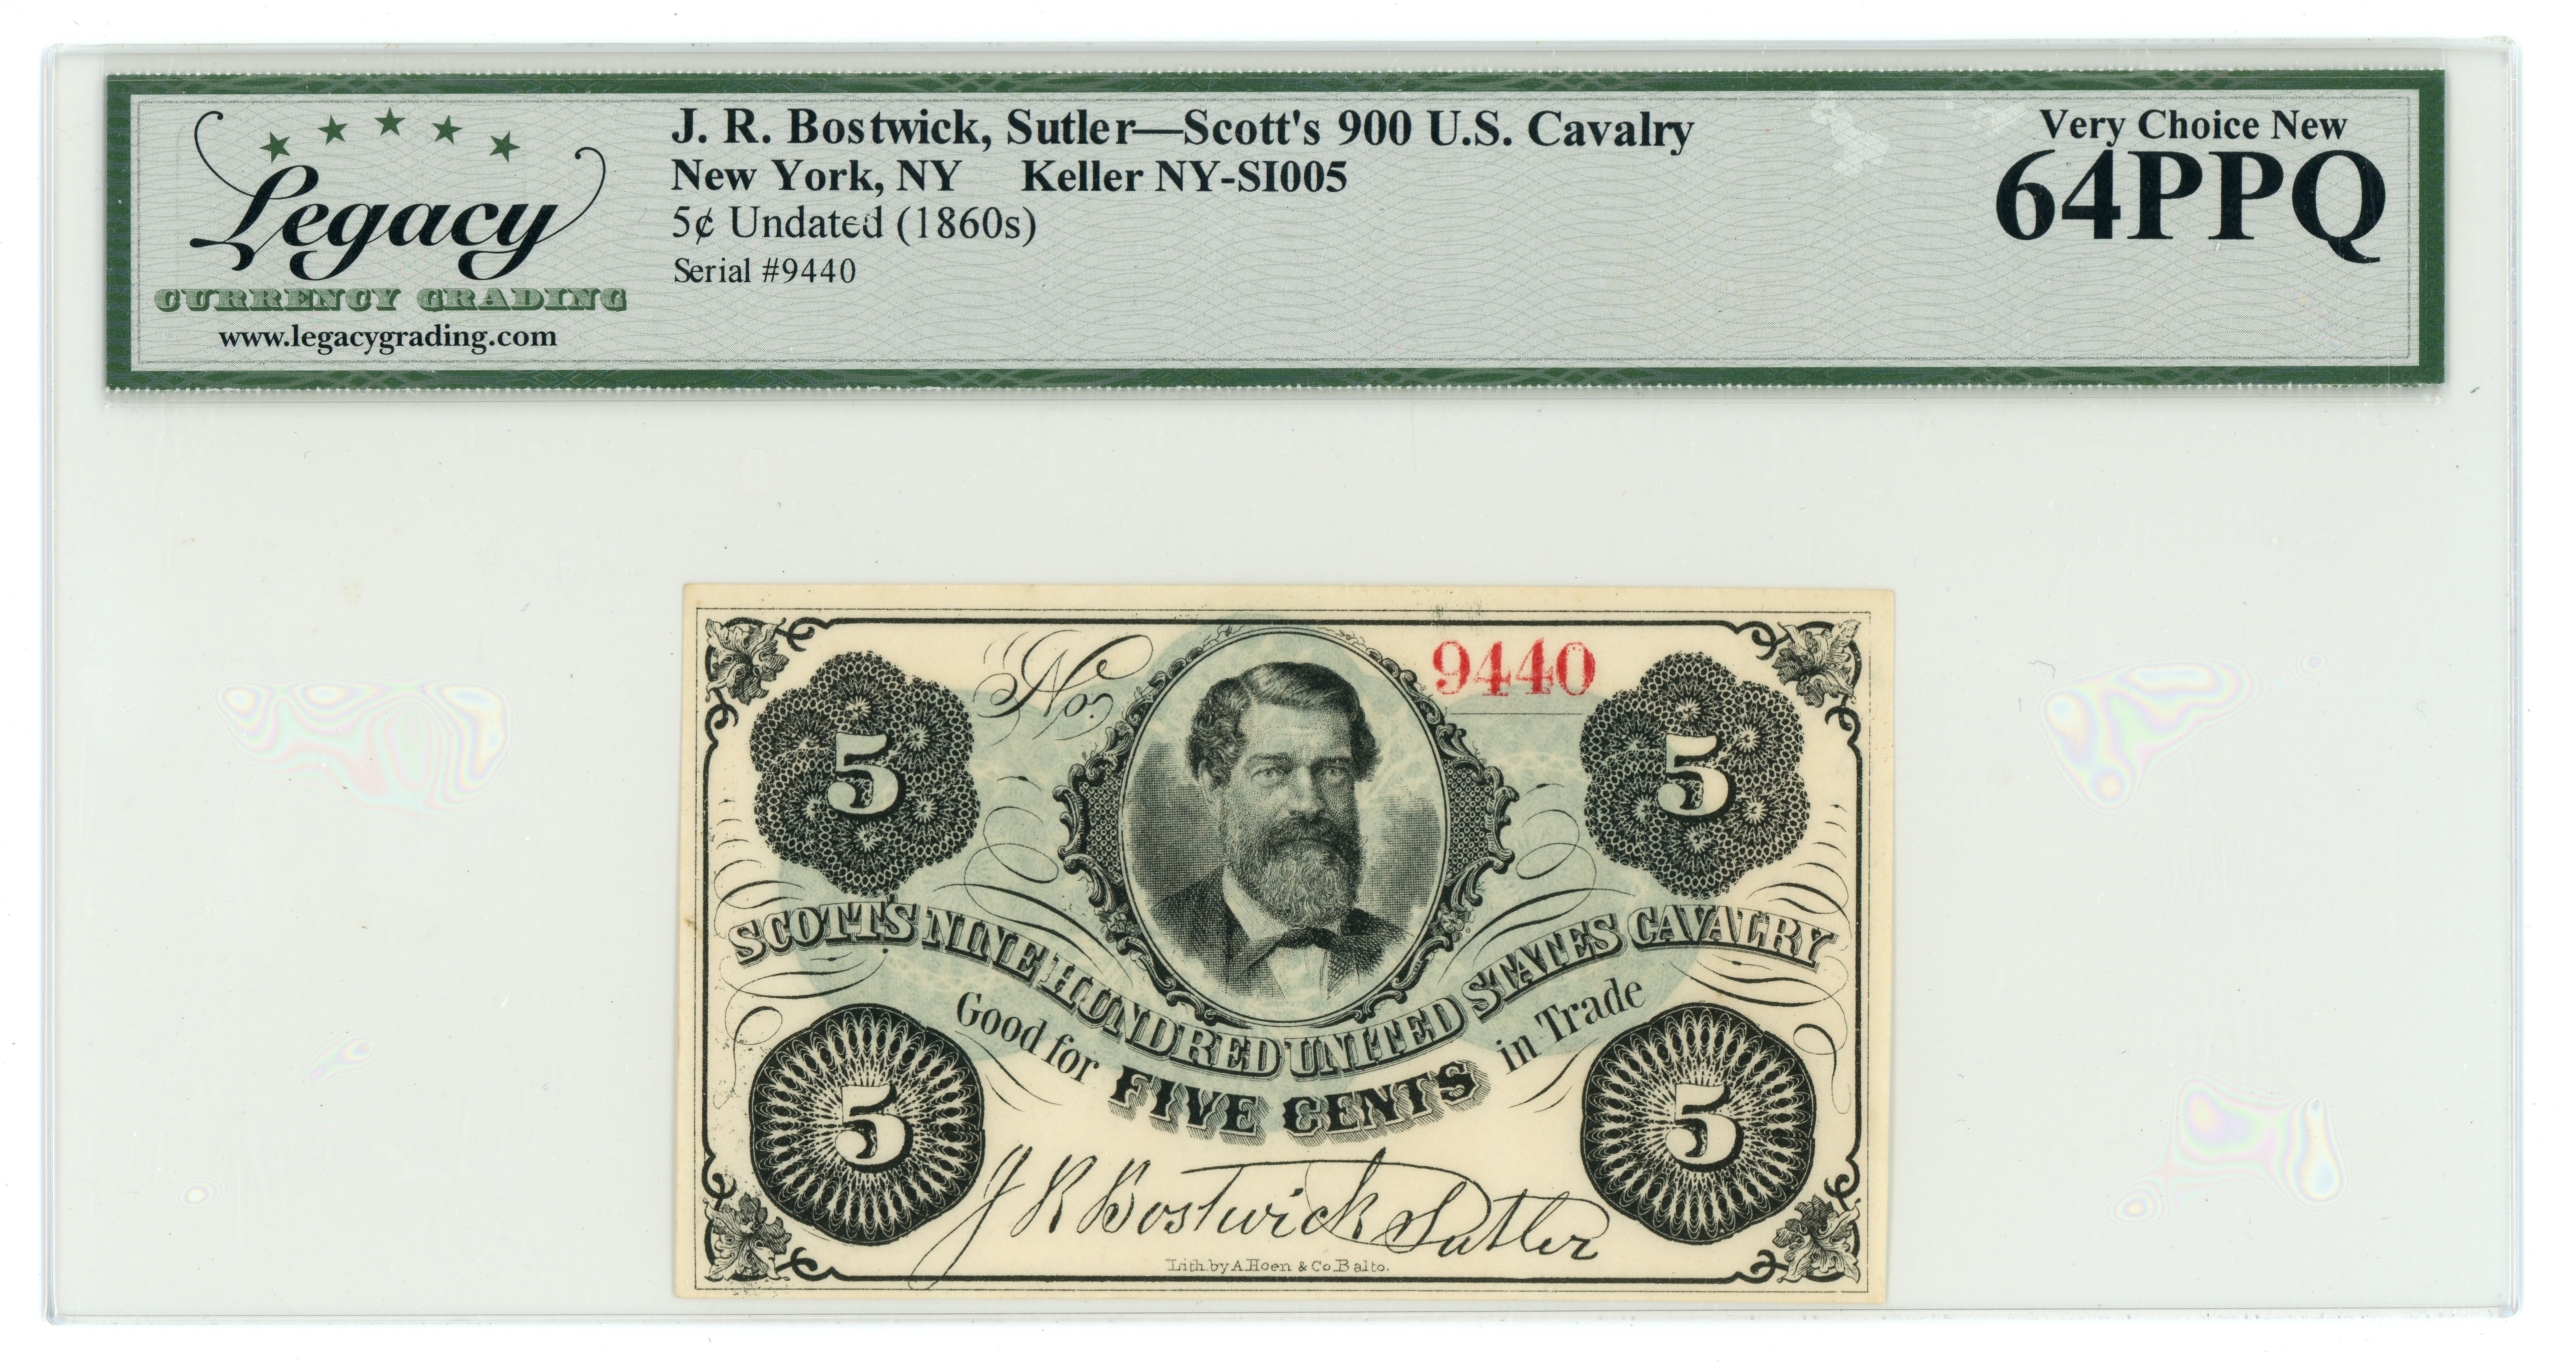 Legacy
CURRENCY GRADING
www.legacygrading.com
J. R. Bostwick, Sutler—Scott's 900 U.S. Cavalry
New York, NY Keller NY-SI005
5¢ Undated (1860s)
Serial #9440
Very Choice New
64PPQ
No. 9440
5 5
SCOTT'S NINE HUNDRED UNITED STATES CAVALRY
Good for FIVE CENTS in Trade
5 5
J R Bostwick Sutler
Lith. by A. Hoen & Co. Balto.